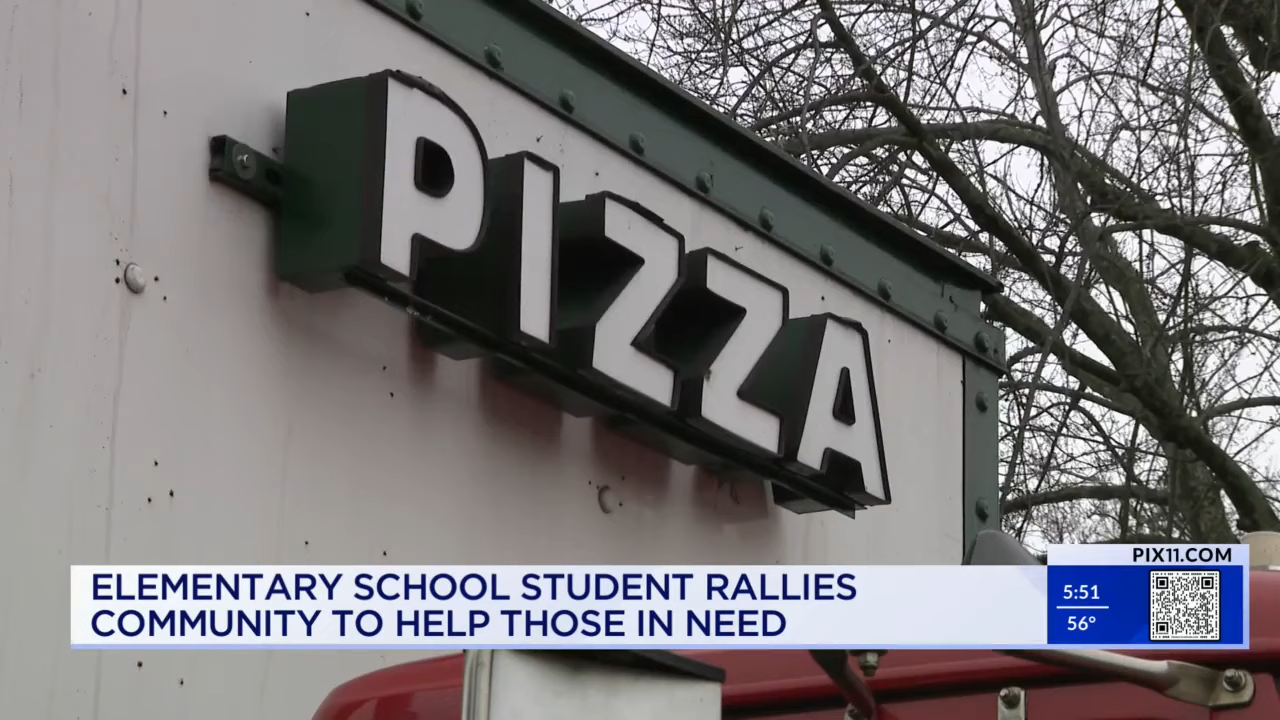 PIZZA
PIX11.COM
ELEMENTARY SCHOOL STUDENT RALLIES
COMMUNITY TO HELP THOSE IN NEED
5:51
56°